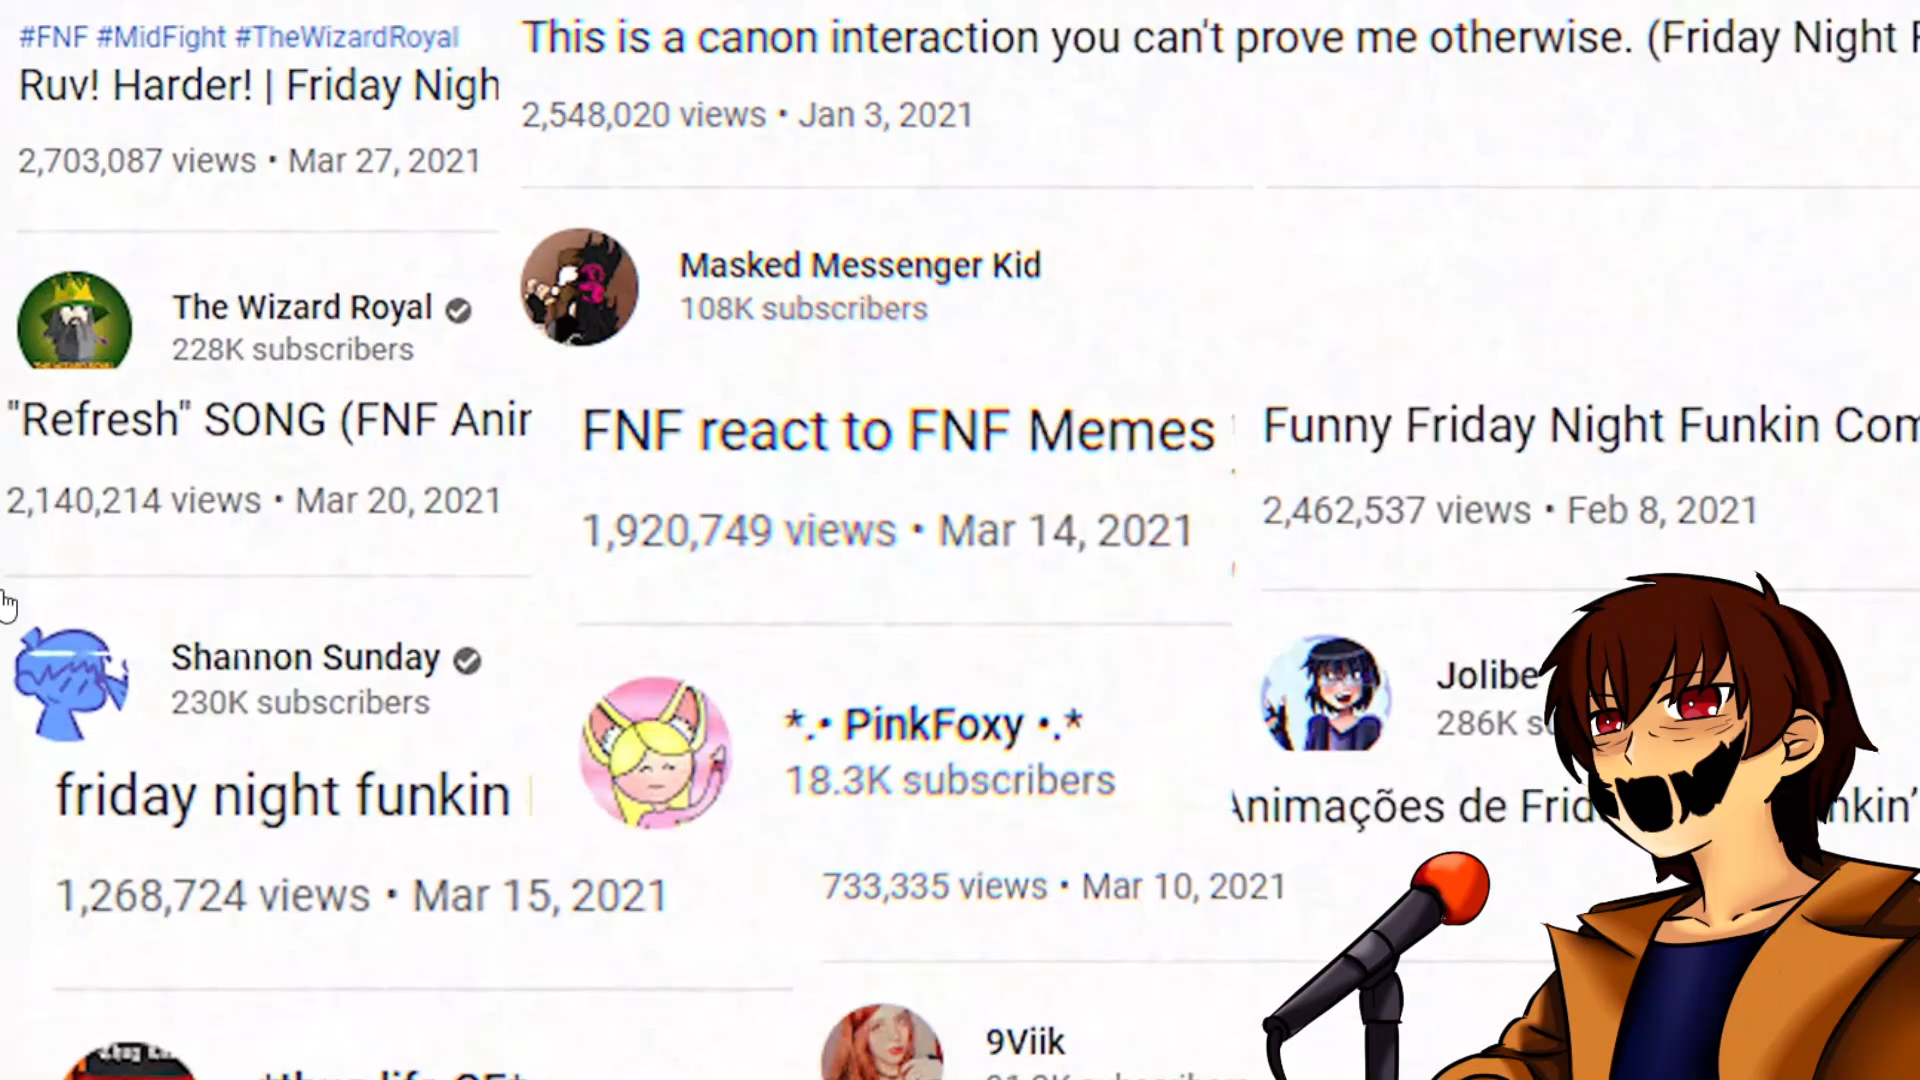 #FNF #MidFight #TheWizardRoyal
Ruv! Harder! | Friday Nigh
2,703,087 views • Mar 27, 2021
The Wizard Royal
228K subscribers
This is a canon interaction you can't prove me otherwise. (Friday Night F
2,548,020 views • Jan 3, 2021
Masked Messenger Kid
108K subscribers
"Refresh" SONG (FNF Anir
2,140,214 views • Mar 20, 2021
Shannon Sunday
230K subscribers
FNF react to FNF Memes
1,920,749 views • Mar 14, 2021
*.• PinkFoxy •.*
18.3K subscribers
Funny Friday Night Funkin Com
2,462,537 views • Feb 8, 2021
Jolibe
286K su
friday night funkin
1,268,724 views • Mar 15, 2021
Animações de Frid nkin'
733,335 views • Mar 10, 2021
9Viik